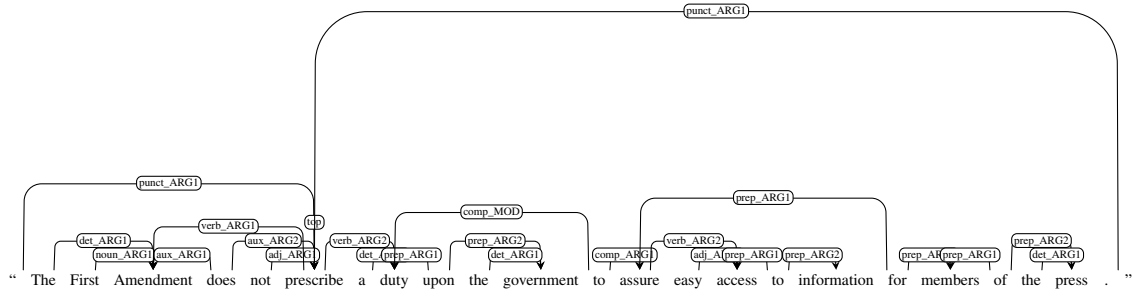 punct_ARG1
punct_ARG1
prep_ARG1
comp_MOD
verb_ARG1
top
det_ARG1
aux_ARG2
verb_ARG2
prep_ARG2
verb_ARG2
prep_ARG2
noun_ARG1 aux_ARG1
prep_ARG1
det_ARG1
comp_ARG1
prep_ARG1
prep_ARG2
prep_ARG1
det_ARG1
“ The First Amendment does not prescribe a duty upon the government to assure easy access to information for members of the press . ”